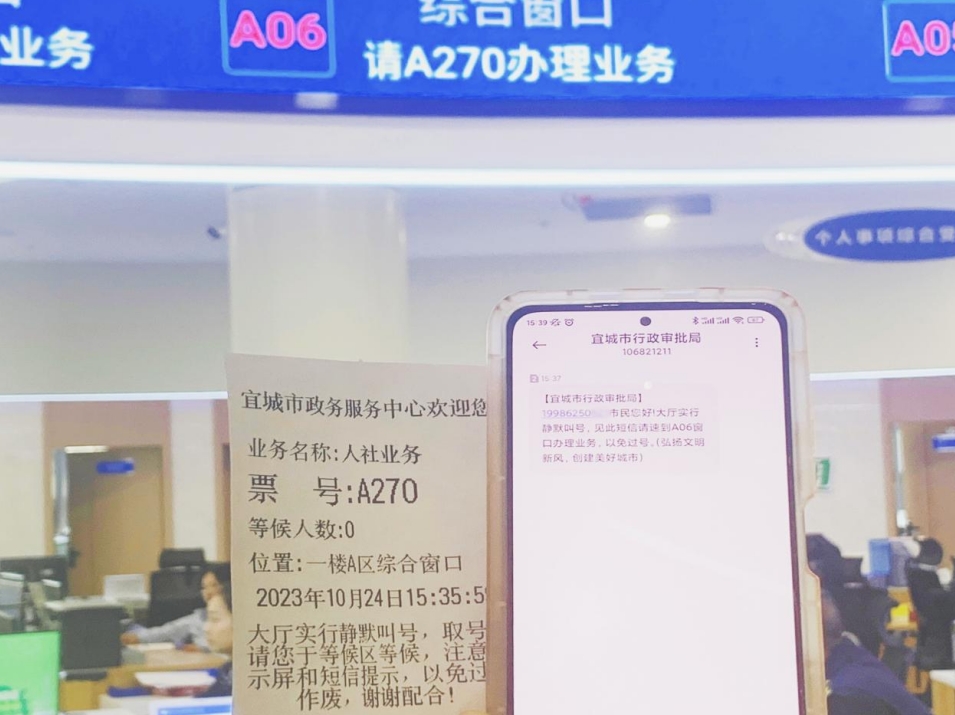 业务
A06
综合窗口
请A270办理业务
A05
个人事项综合受
宜城市政务服务中心欢迎您
业务名称:人社业务
票 号:A270
等候人数:0
位置:一楼A区综合窗口
2023年10月24日15:35:5
大厅实行静默叫号，取号
请您于等候区等候，注意
示屏和短信提示，以免过
作废，谢谢配合！
15:39
宜城市行政审批局
106821211
15:37
【宜城市行政审批局】
19986250 市民您好!大厅实行
静默叫号，见此短信请速到A06窗
口办理业务，以免过号。(弘扬文明
新风，创建美好城市)